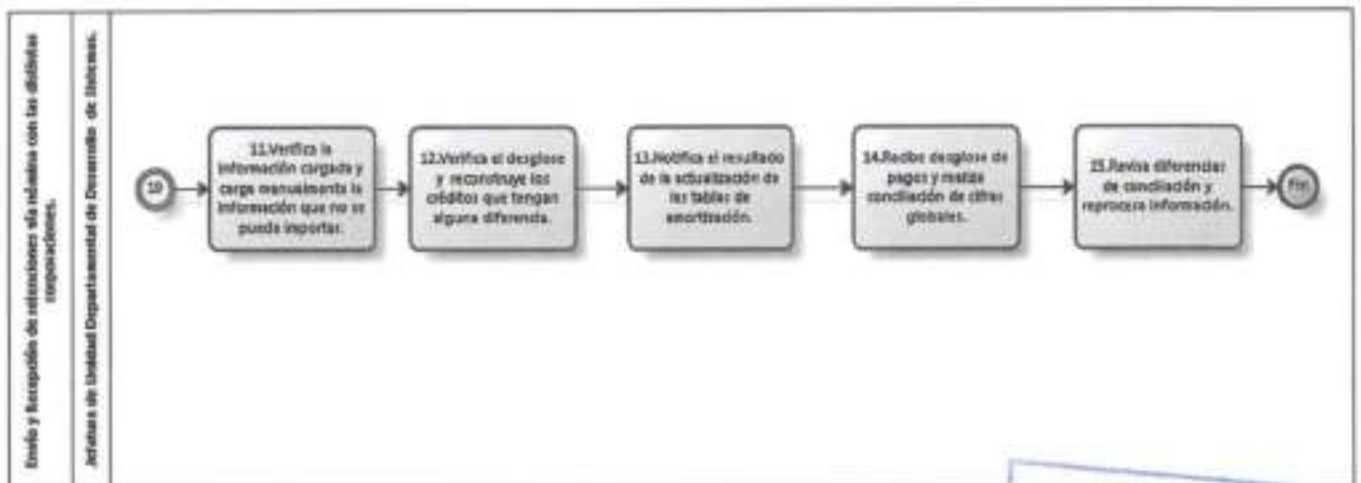 Envío y Recepción de retenciones vía nómina con las distintas
corporaciones.
Jefatura de Unidad Departamental de Desarrollo de Sistemas.
10
11.Verifica la
información cargada y
carga manualmente la
información que no se
pueda importar.
12.Verifica el desglose
y reconstruye los
créditos que tengan
alguna diferencia.
13.Notifica el resultado
de la actualización de
las tablas de
amortización.
14.Recibe desglose de
pagos y realiza
conciliación de cifras
globales.
15.Revisa diferencias
de conciliación y
reprocesa información.
Fin